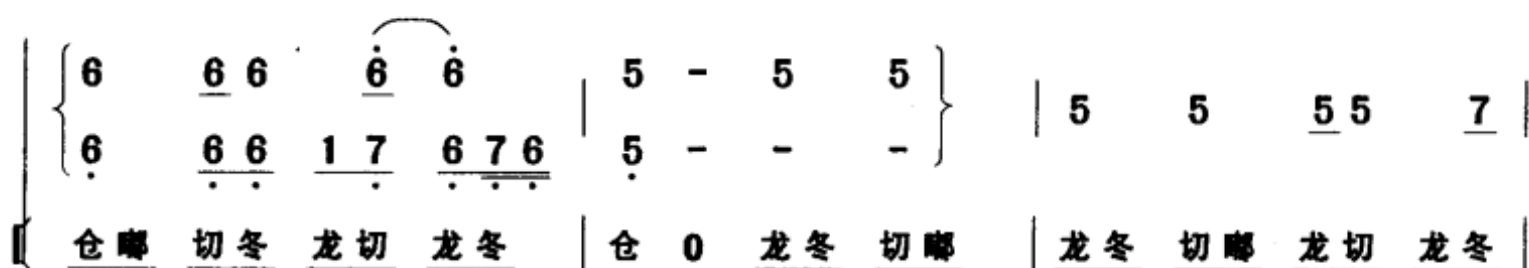 6 6 6 6 6 | 5 - 5 5
| 5 5 5 5 7 |
6 6 6 1 7 6 7 6 | 5 - - -
仓嘟 切冬 龙切 龙冬 | 仓 0 龙冬 切嘟 | 龙冬 切嘟 龙切 龙冬 |